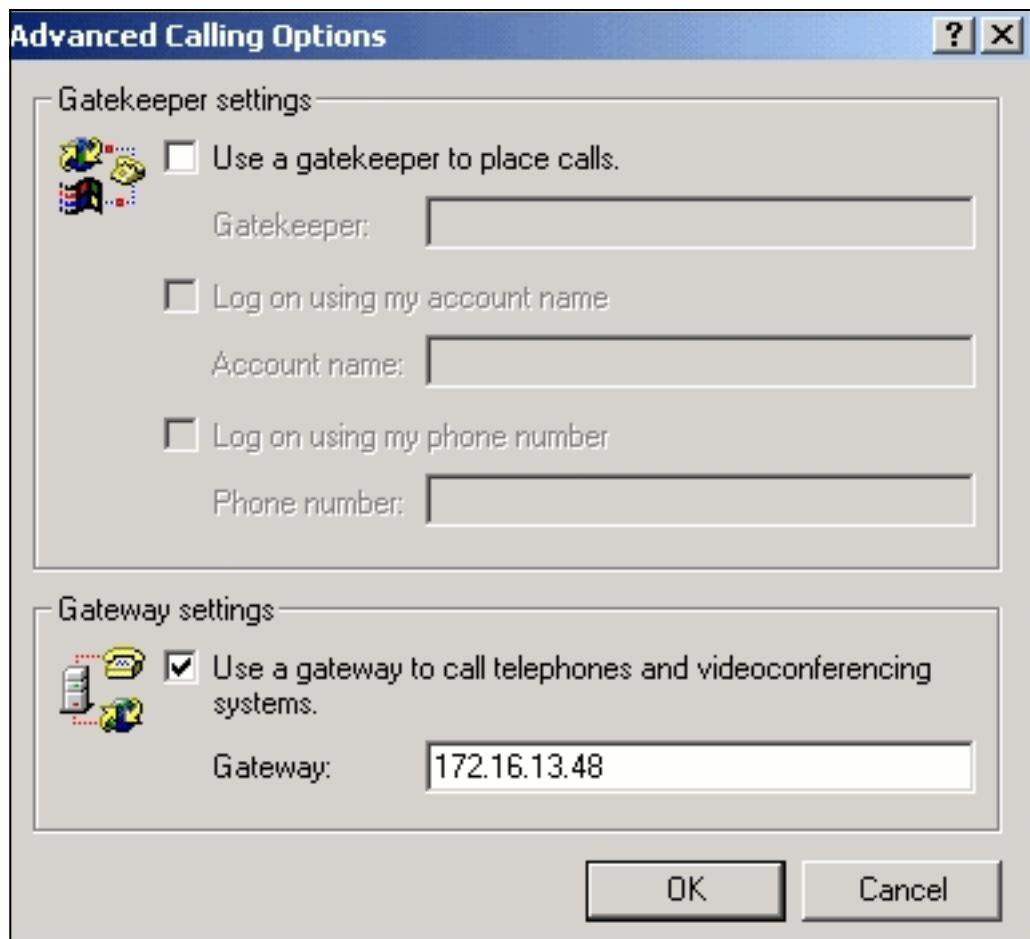 Advanced Calling Options
Gatekeeper settings
Use a gatekeeper to place calls.
Gatekeeper:
Log on using my account name
Account name:
Log on using my phone number
Phone number:
Gateway settings
Use a gateway to call telephones and videoconferencing
systems.
Gateway: 172.16.13.48
OK Cancel